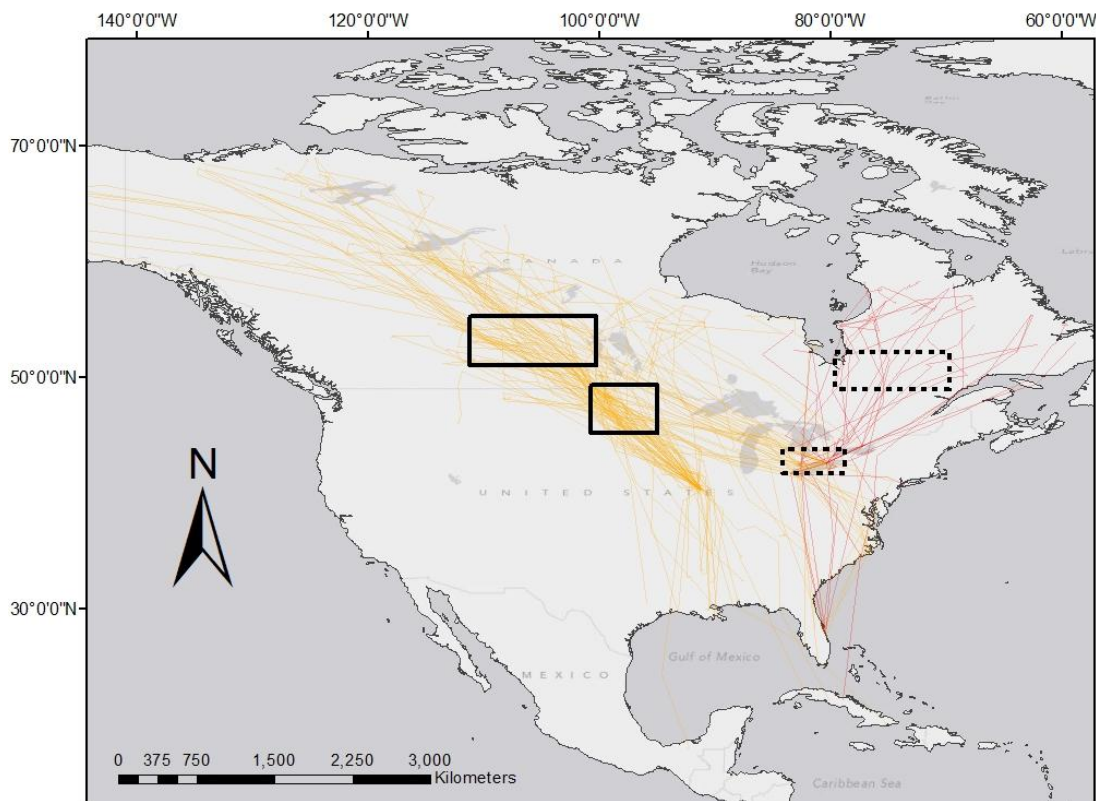 140°0'0"W 120°0'0"W 100°0'0"W 80°0'0"W 60°0'0"W
Baffin
Bay
70°0'0"N
CANADA
Hudson
Bay
50°0'0"N
N
UNITED STATES
30°0'0"N
Gulf of Mexico
MEXICO
0 375 750 1,500 2,250 3,000
Kilometers
Caribbean Sea